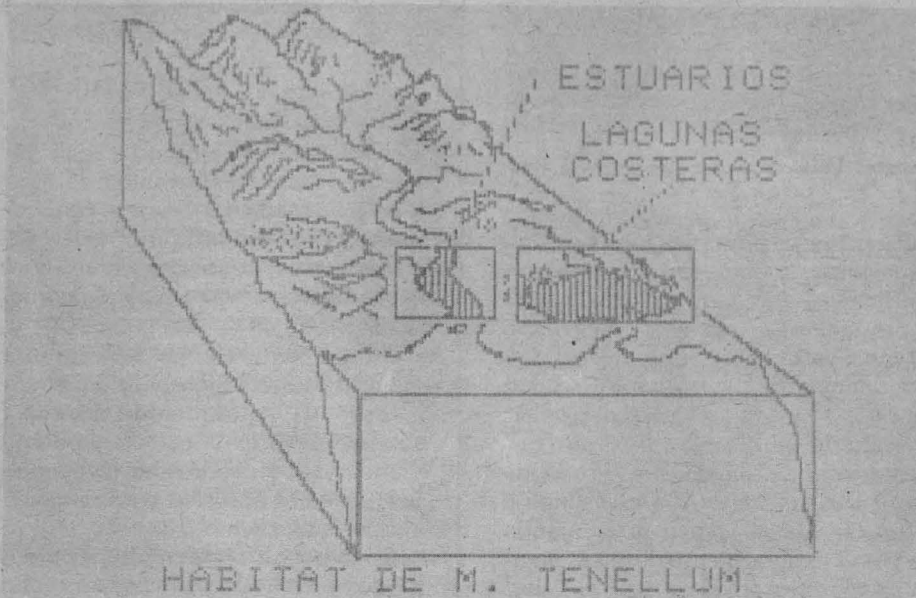 ESTUARIOS
LAGUNAS
COSTERAS
HABITAT DE M. TENELLUM